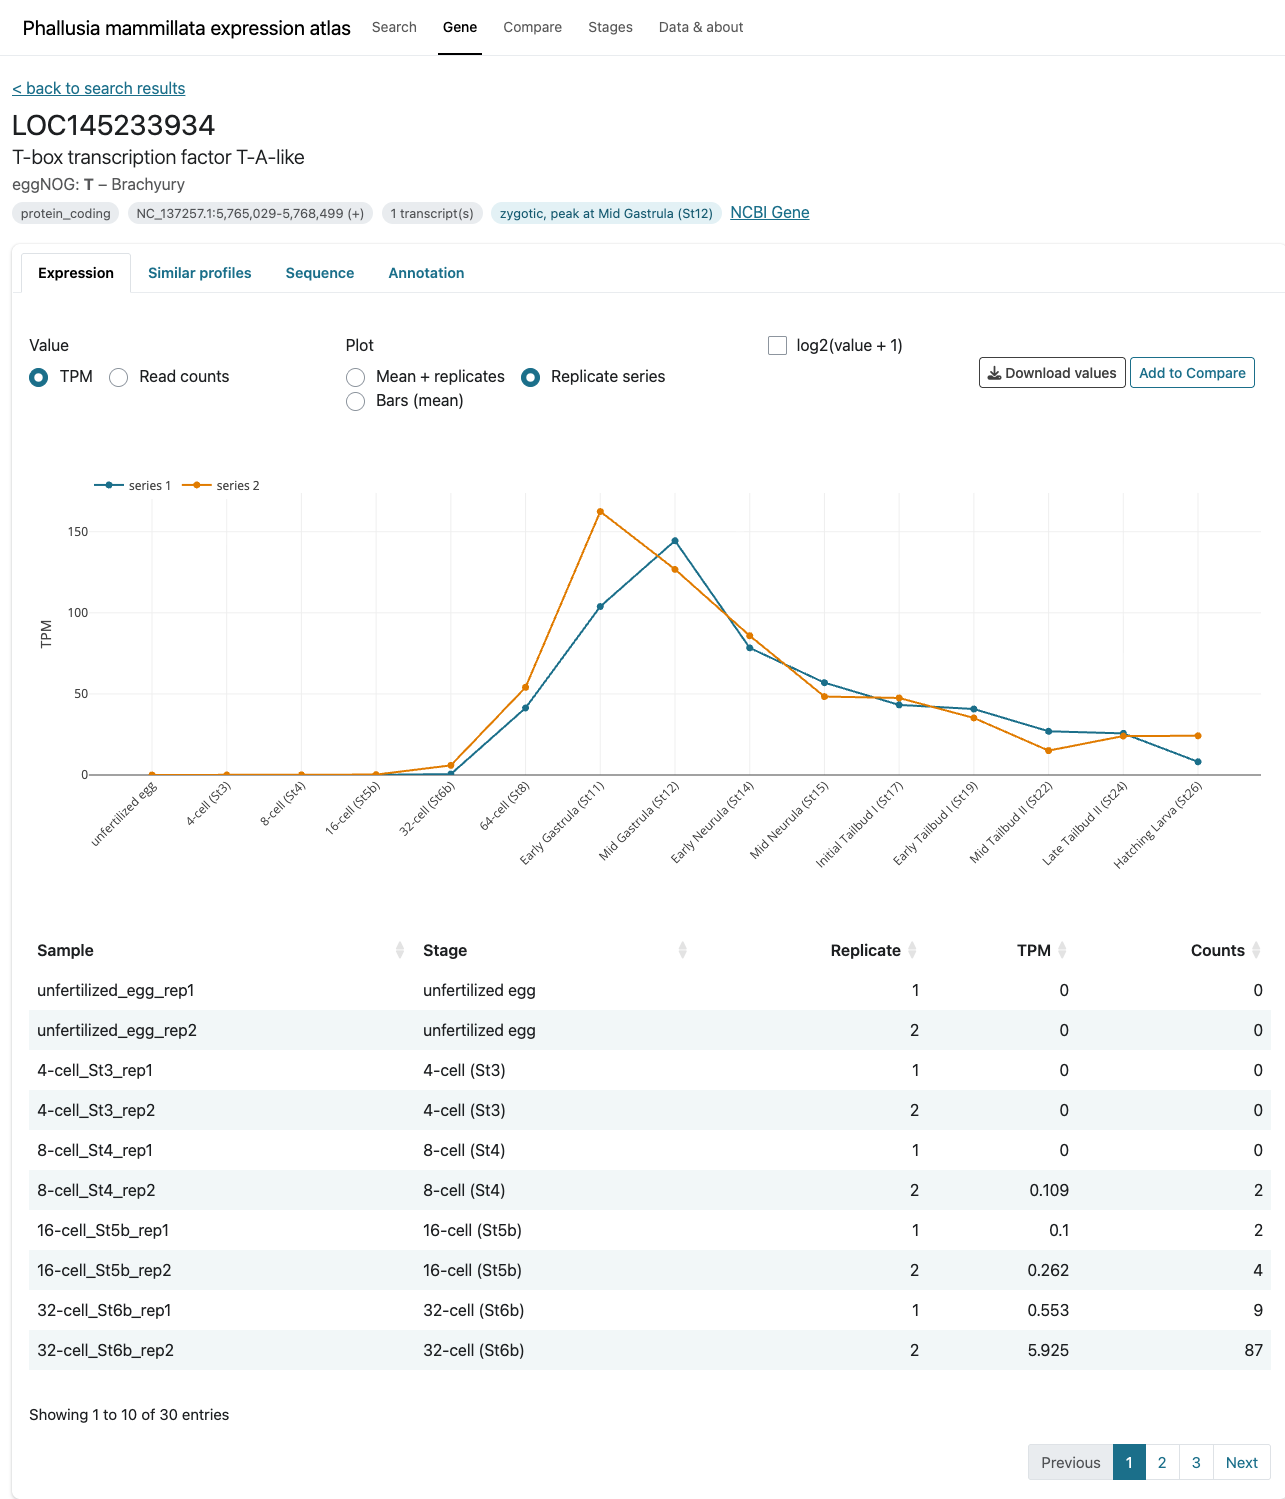 Phallusia mammillata expression atlas Search Gene Compare Stages Data & about
< back to search results
LOC145233934
T-box transcription factor T-A-like
eggNOG: T – Brachyury
protein_coding NC_137257.1:5,765,029-5,768,499 (+) 1 transcript(s) zygotic, peak at Mid Gastrula (St12) NCBI Gene
Expression Similar profiles Sequence Annotation
Value Plot log2(value + 1)
TPM Read counts Mean + replicates Replicate series
Bars (mean)
Download values Add to Compare
series 1 series 2
150
100
50
0
TPM
unfertilized egg
4-cell (St3)
8-cell (St4)
16-cell (St5b)
32-cell (St6b)
64-cell (St8)
Early Gastrula (St11)
Mid Gastrula (St12)
Early Neurula (St14)
Mid Neurula (St15)
Initial Tailbud I (St17)
Early Tailbud I (St19)
Mid Tailbud II (St22)
Late Tailbud II (St24)
Hatching Larva (St26)
Sample Stage Replicate TPM Counts
unfertilized_egg_rep1 unfertilized egg 1 0 0
unfertilized_egg_rep2 unfertilized egg 2 0 0
4-cell_St3_rep1 4-cell (St3) 1 0 0
4-cell_St3_rep2 4-cell (St3) 2 0 0
8-cell_St4_rep1 8-cell (St4) 1 0 0
8-cell_St4_rep2 8-cell (St4) 2 0.109 2
16-cell_St5b_rep1 16-cell (St5b) 1 0.1 2
16-cell_St5b_rep2 16-cell (St5b) 2 0.262 4
32-cell_St6b_rep1 32-cell (St6b) 1 0.553 9
32-cell_St6b_rep2 32-cell (St6b) 2 5.925 87
Showing 1 to 10 of 30 entries
Previous 1 2 3 Next